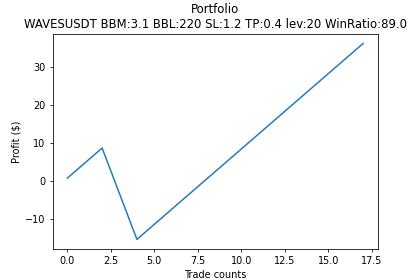 Portfolio
WAVESUSDT BBM:3.1 BBL:220 SL:1.2 TP:0.4 lev:20 WinRatio:89.0
30
20
10
0
−10
Profit ($)
0.0 2.5 5.0 7.5 10.0 12.5 15.0 17.5
Trade counts